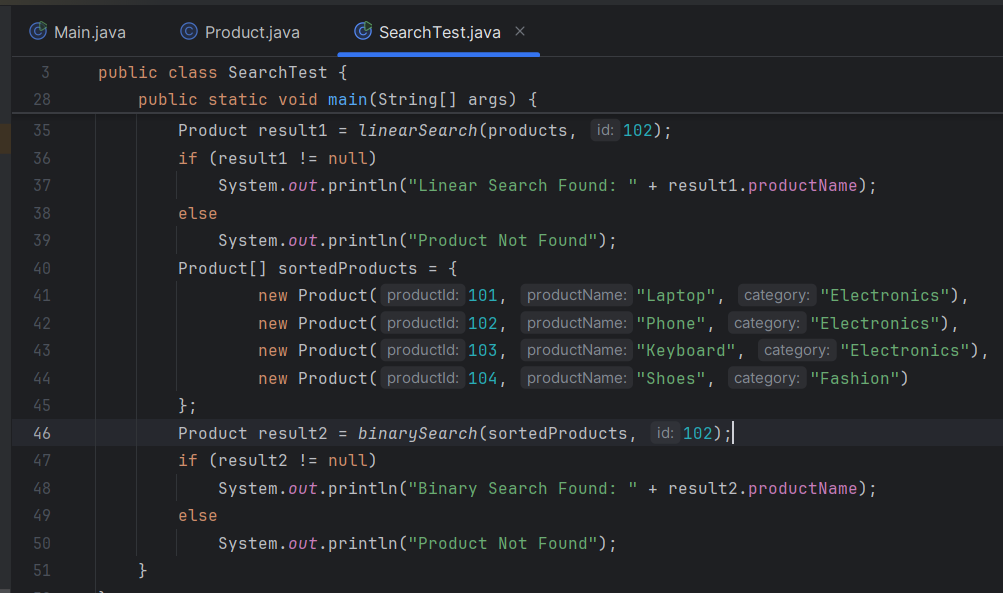 Main.java Product.java SearchTest.java
3 public class SearchTest {
28 public static void main(String[] args) {
35 Product result1 = linearSearch(products, id: 102);
36 if (result1 != null)
37 System.out.println("Linear Search Found: " + result1.productName);
38 else
39 System.out.println("Product Not Found");
40 Product[] sortedProducts = {
41 new Product( productId: 101, productName: "Laptop", category: "Electronics"),
42 new Product( productId: 102, productName: "Phone", category: "Electronics"),
43 new Product( productId: 103, productName: "Keyboard", category: "Electronics"),
44 new Product( productId: 104, productName: "Shoes", category: "Fashion")
45 };
46 Product result2 = binarySearch(sortedProducts, id: 102);
47 if (result2 != null)
48 System.out.println("Binary Search Found: " + result2.productName);
49 else
50 System.out.println("Product Not Found");
51 }